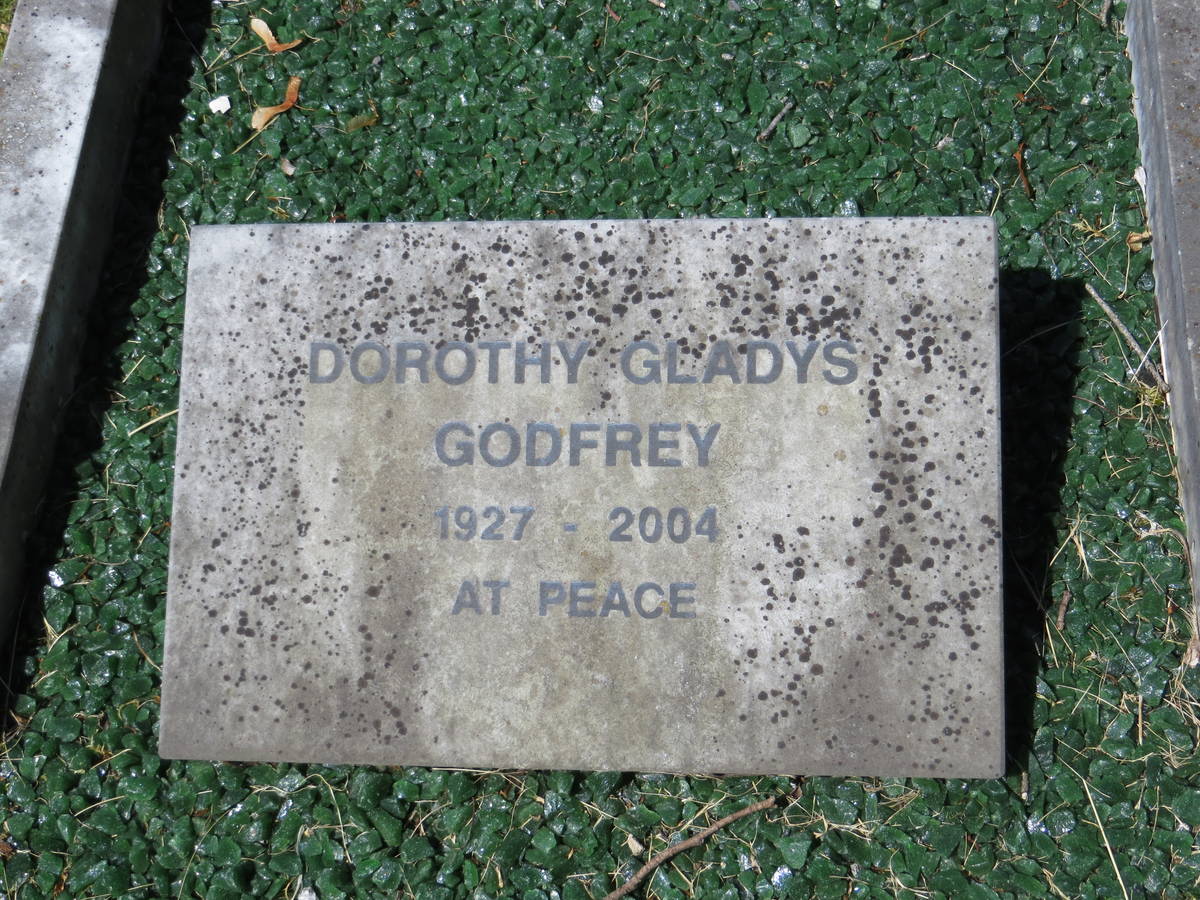 DOROTHY GLADYS
GODFREY
1927 - 2004
AT PEACE